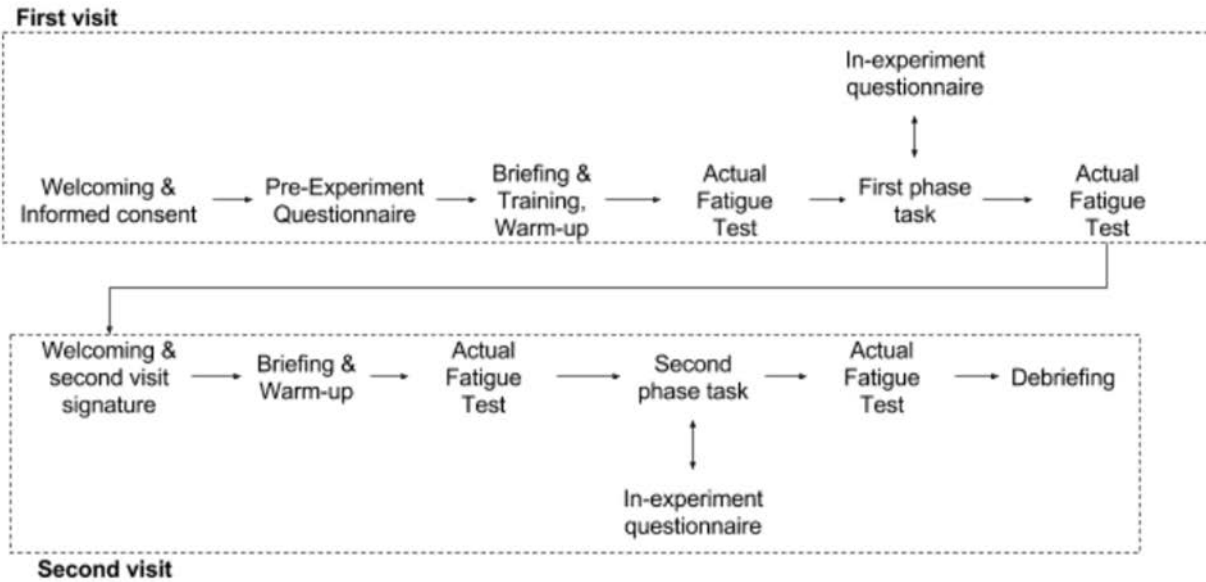 First visit
In-experiment
questionnaire
Welcoming &
Informed consent
Pre-Experiment
Questionnaire
Briefing &
Training,
Warm-up
Actual
Fatigue
Test
First phase
task
Actual
Fatigue
Test
Welcoming &
second visit
signature
Briefing &
Warm-up
Actual
Fatigue
Test
Second
phase task
Actual
Fatigue
Test
Debriefing
In-experiment
questionnaire
Second visit